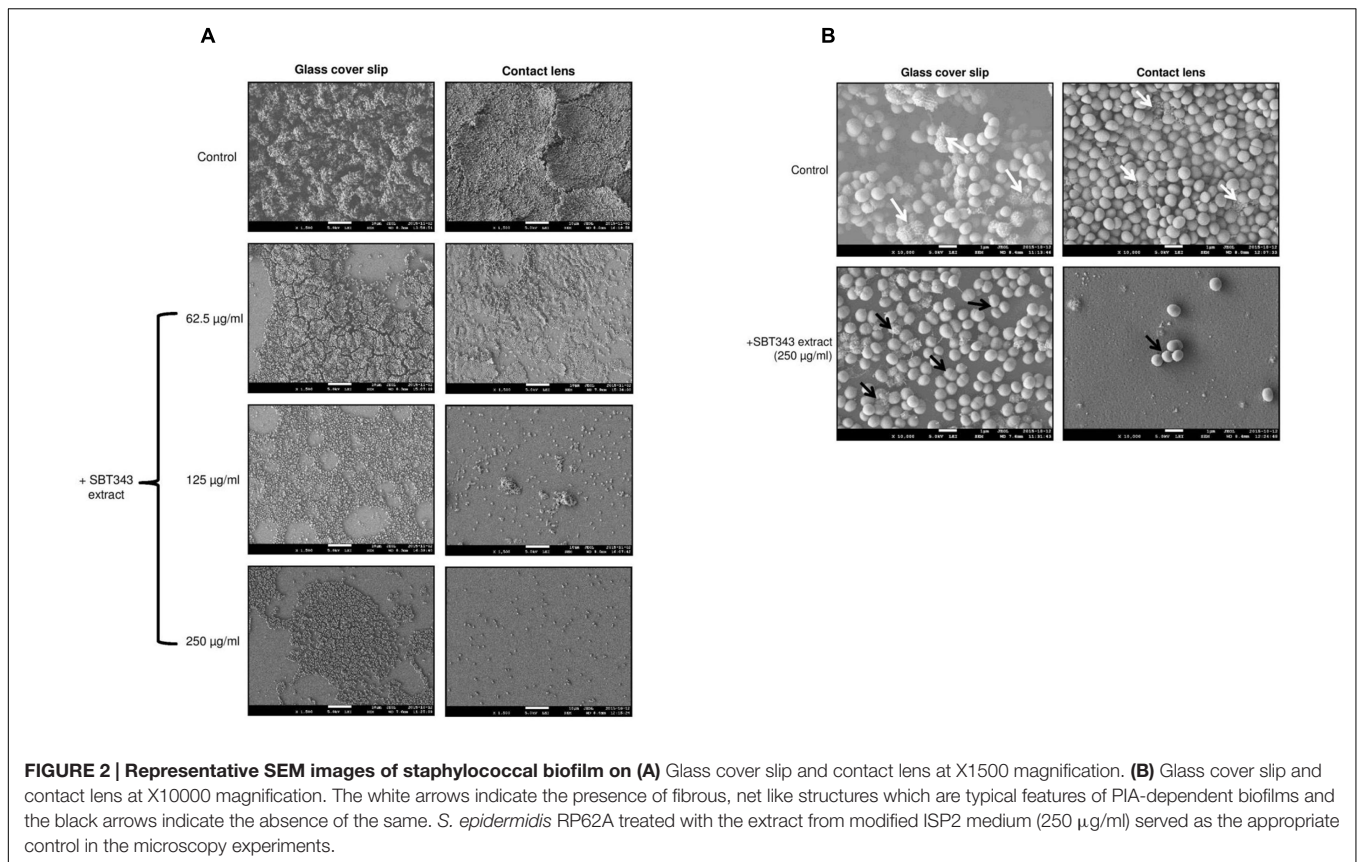 A
B
Glass cover slip
Contact lens
Glass cover slip
Contact lens
Control
Control
62.5 µg/ml
+SBT343 extract
(250 µg/ml)
+ SBT343
extract
125 µg/ml
250 µg/ml
FIGURE 2 | Representative SEM images of staphylococcal biofilm on (A) Glass cover slip and contact lens at X1500 magnification. (B) Glass cover slip and
contact lens at X10000 magnification. The white arrows indicate the presence of fibrous, net like structures which are typical features of PIA-dependent biofilms and
the black arrows indicate the absence of the same. S. epidermidis RP62A treated with the extract from modified ISP2 medium (250 µg/ml) served as the appropriate
control in the microscopy experiments.